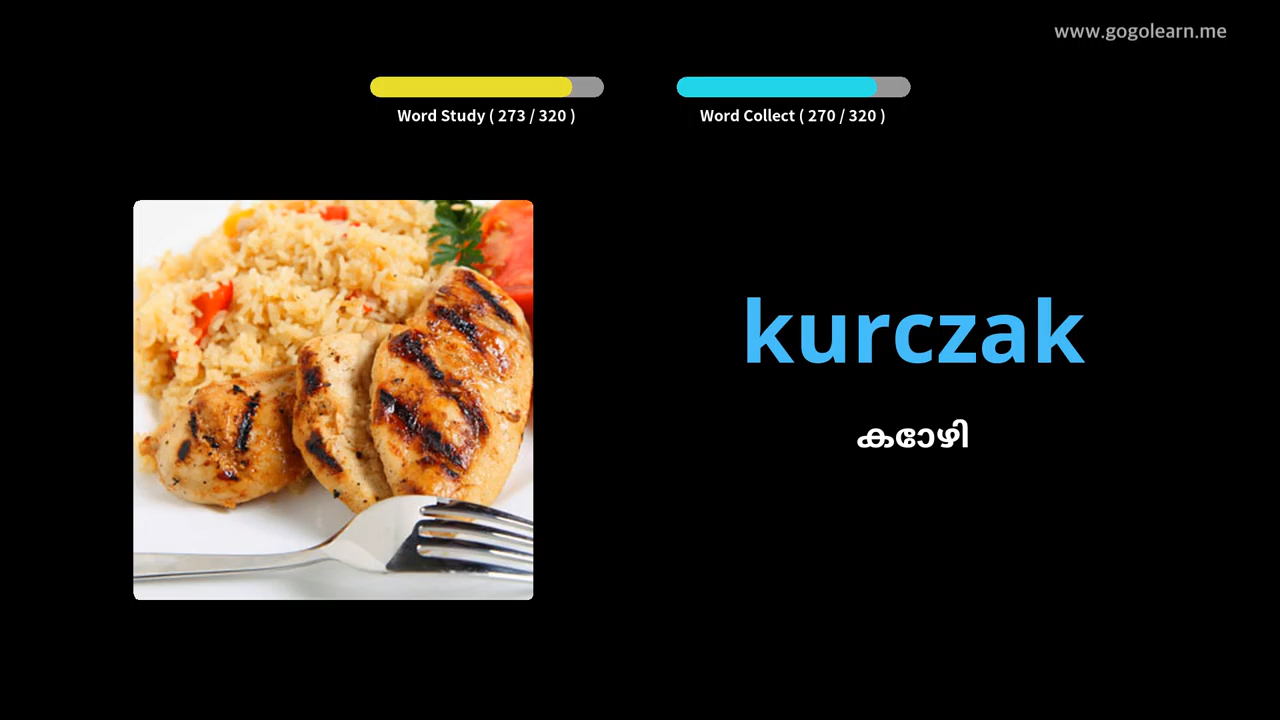 www.gogolearn.me
Word Study ( 273 / 320 )
Word Collect ( 270 / 320 )
kurczak
കോഴി